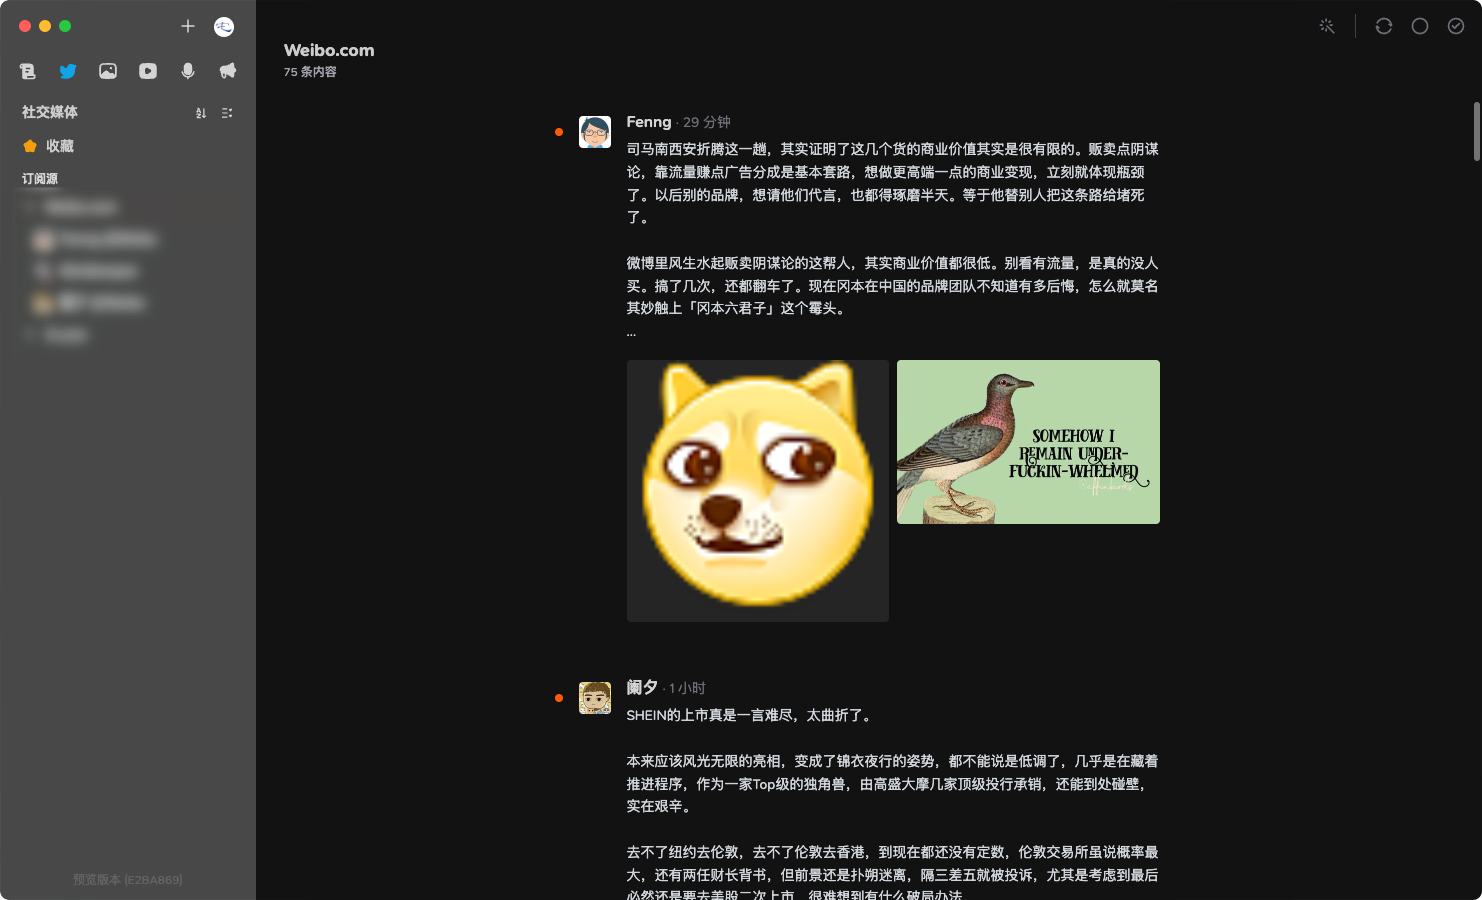 社交媒体
收藏
订阅源
预览版本 (E2BA869)
Weibo.com
75 条内容
Fenng · 29 分钟
司马南西安折腾这一趟，其实证明了这几个货的商业价值其实是很有限的。贩卖点阴谋
论，靠流量赚点广告分成是基本套路，想做更高端一点的商业变现，立刻就体现瓶颈
了。以后别的品牌，想请他们代言，也都得琢磨半天。等于他替别人把这条路给堵死
了。
微博里风生水起贩卖阴谋论的这帮人，其实商业价值都很低。别看有流量，是真的没人
买。搞了几次，还都翻车了。现在冈本在中国的品牌团队不知道有多后悔，怎么就莫名
其妙触上「冈本六君子」这个霉头。
...
SOMEHOW I
REMAIN UNDER-
FUCKIN-WHELMED
阑夕 · 1 小时
SHEIN的上市真是一言难尽，太曲折了。
本来应该风光无限的亮相，变成了锦衣夜行的姿势，都不能说是低调了，几乎是在藏着
推进程序，作为一家Top级的独角兽，由高盛大摩几家顶级投行承销，还能到处碰壁，
实在艰辛。
去不了纽约去伦敦，去不了伦敦去香港，到现在都还没有定数，伦敦交易所虽说概率最
大，还有两任财长背书，但前景还是扑朔迷离，隔三差五就被投诉，尤其是考虑到最后
必然还是要去美股二次上市，很难想到有什么破局办法。